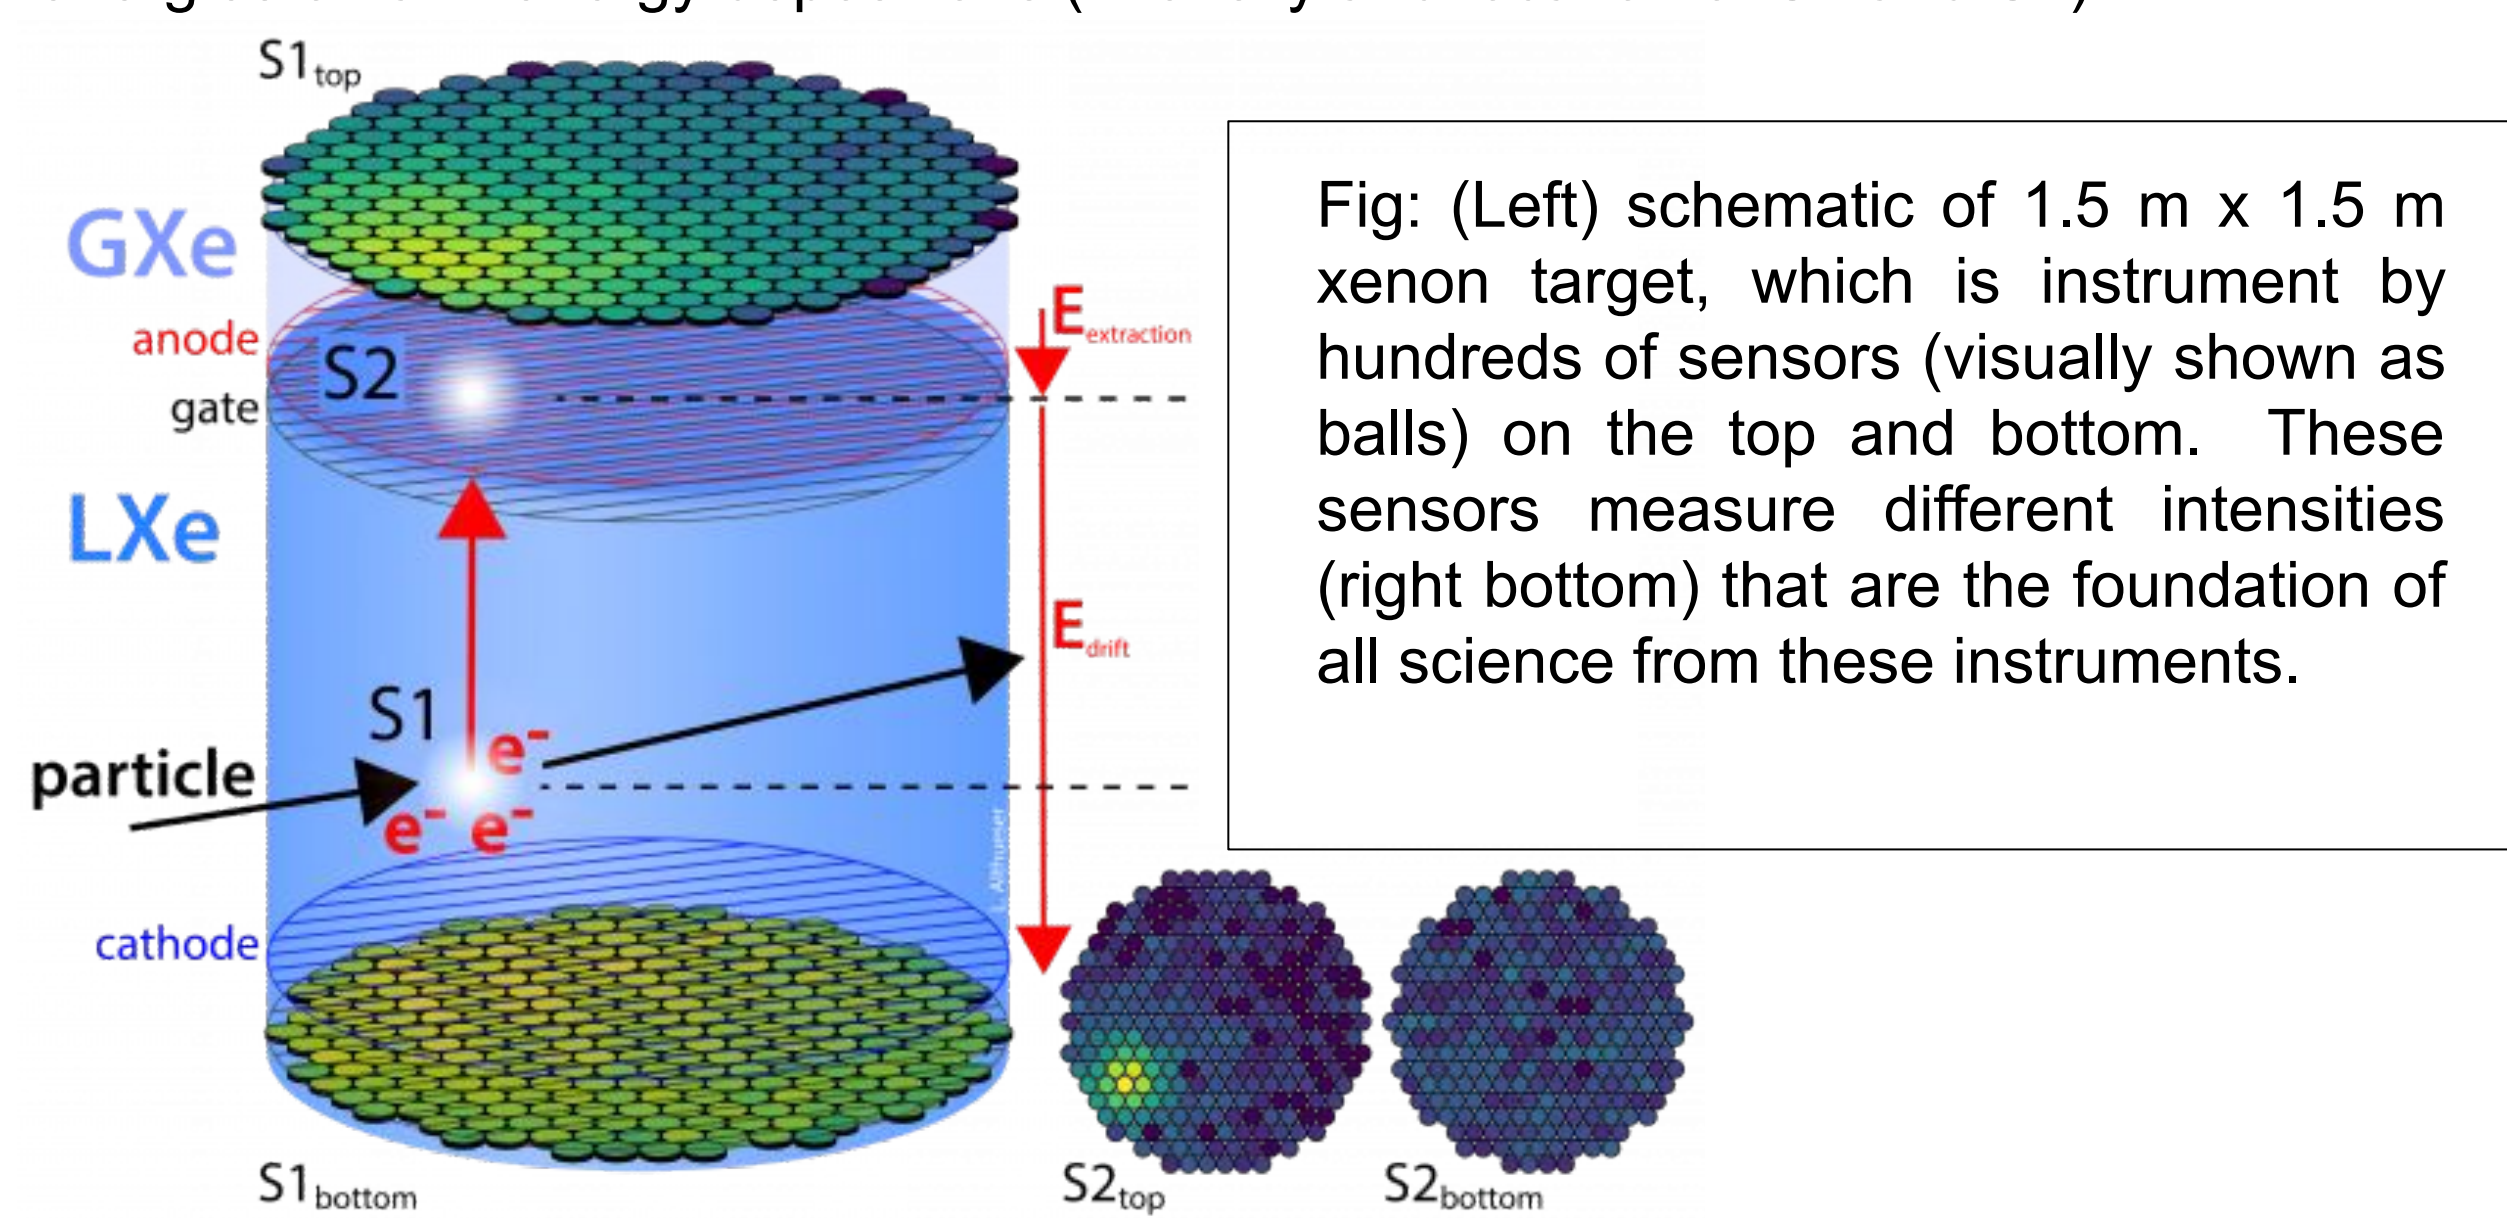 S1top
GXe
anode
S2
gate
Eextraction
LXe
Edrift
S1
e-
particle
e- e-
cathode
S1bottom
S2top
S2bottom
Fig: (Left) schematic of 1.5 m x 1.5 m
xenon target, which is instrument by
hundreds of sensors (visually shown as
balls) on the top and bottom. These
sensors measure different intensities
(right bottom) that are the foundation of
all science from these instruments.